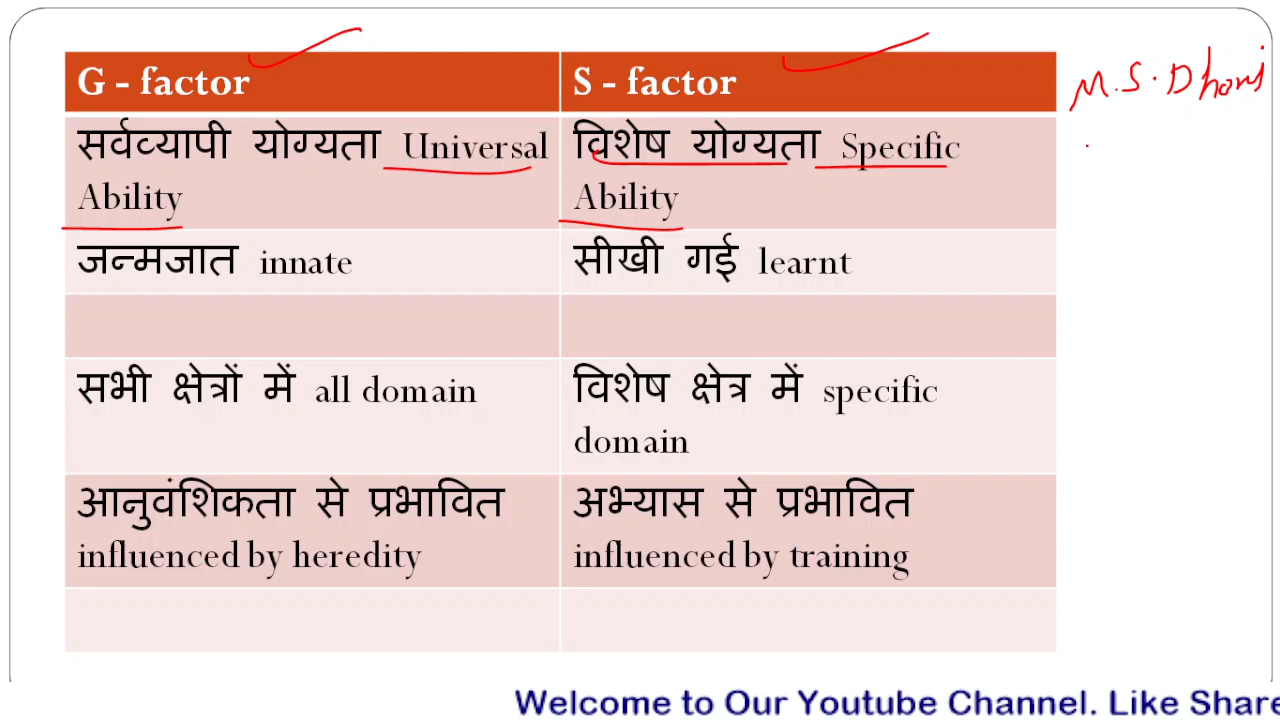 G - factor
S - factor
M.S. Dhoni
सर्वव्यापी योग्यता Universal
Ability
विशेष योग्यता Specific
Ability
जन्मजात innate
सीखी गई learnt
सभी क्षेत्रों में all domain
विशेष क्षेत्र में specific
domain
आनुवंशिकता से प्रभावित
influenced by heredity
अभ्यास से प्रभावित
influenced by training
Welcome to Our Youtube Channel. Like Share